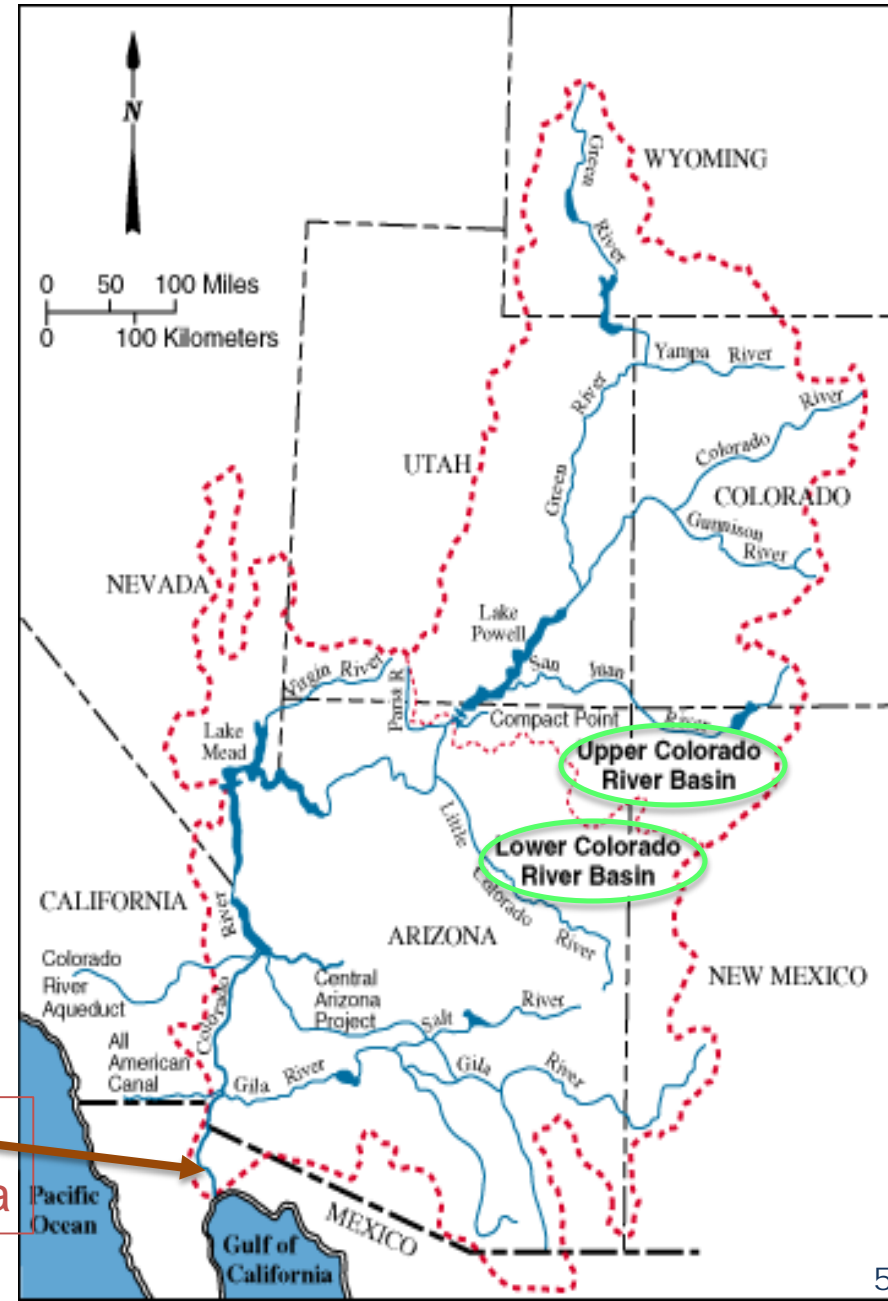 N
0 50 100 Miles
0 100 Kilometers
WYOMING
Green
River
Yampa River
River
Colorado
COLORADO
Gunnison
River
Green
River
UTAH
NEVADA
Lake
Powell
San Juan
River
Virgin River
Paria R
Compact Point
Lake
Mead
Upper Colorado
River Basin
Lower Colorado
River Basin
Little
Colorado
River
CALIFORNIA
River
Colorado
ARIZONA
NEW MEXICO
Colorado
River
Aqueduct
Central
Arizona
Project
Salt River
All
American
Canal
Gila River
Gila River
a
Pacific
Ocean
MEXICO
Gulf of
California
5